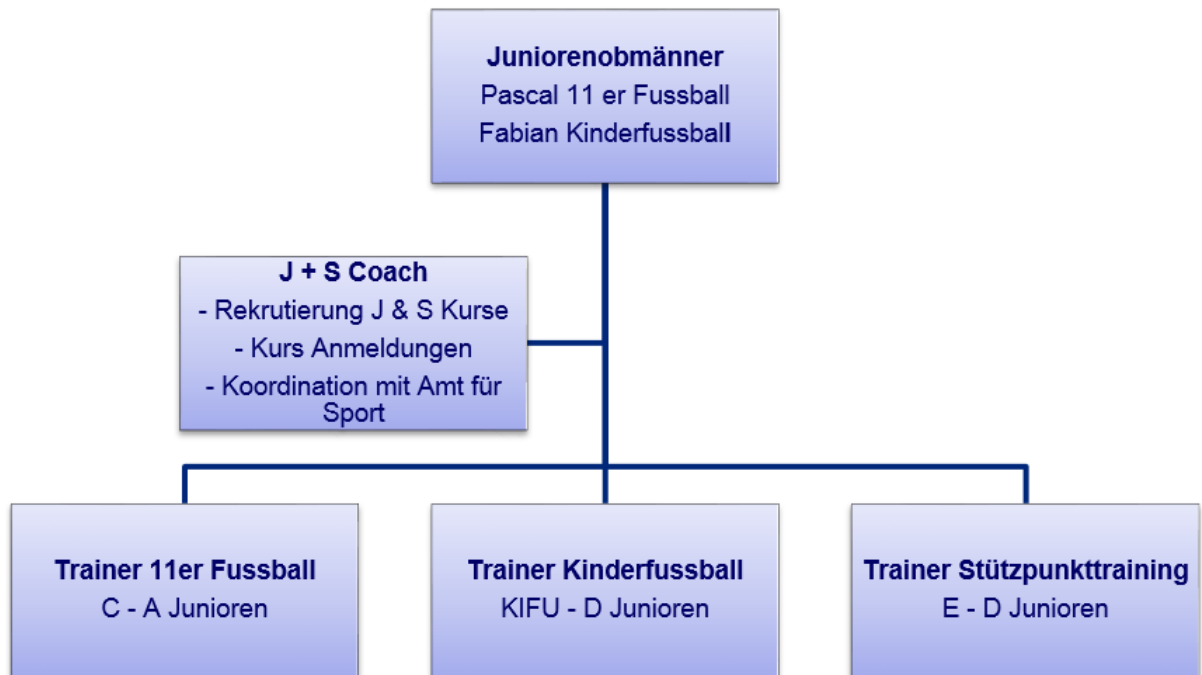 Juniorenobmänner
Pascal 11 er Fussball
Fabian Kinderfussball
J + S Coach
- Rekrutierung J & S Kurse
- Kurs Anmeldungen
- Koordination mit Amt für
Sport
Trainer 11er Fussball
C - A Junioren
Trainer Kinderfussball
KIFU - D Junioren
Trainer Stützpunkttraining
E - D Junioren